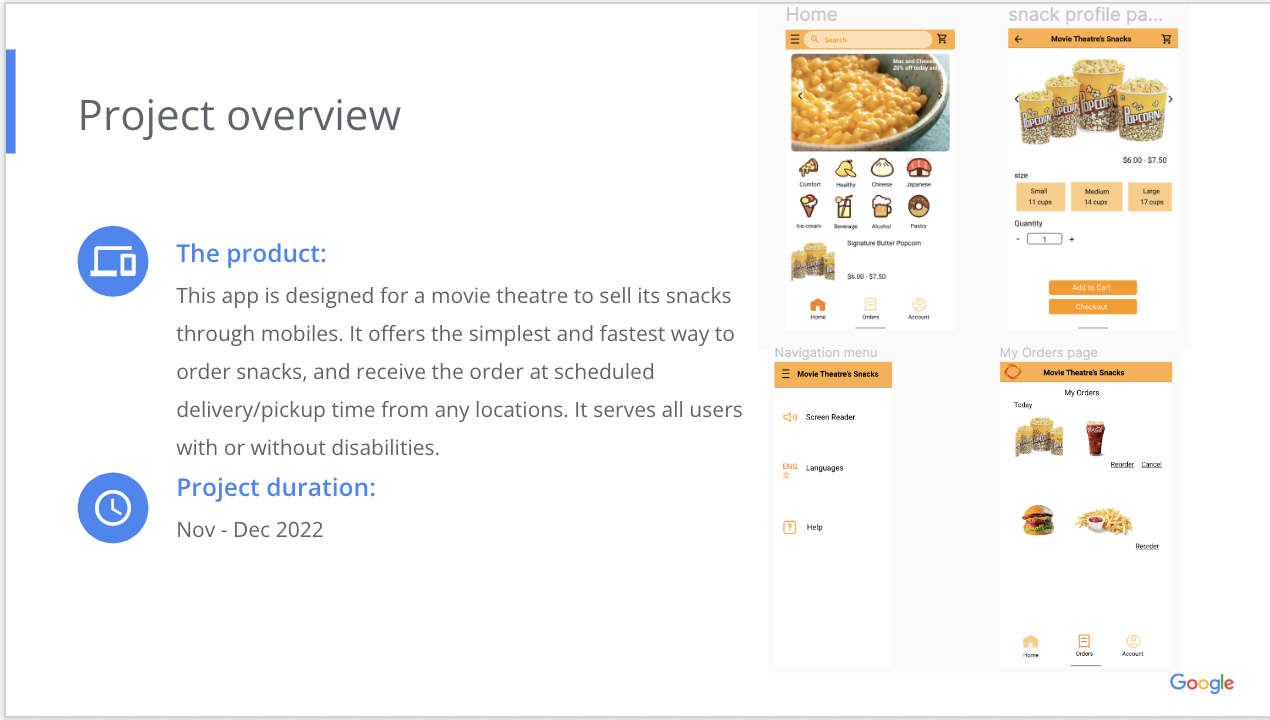 Project overview
The product:
This app is designed for a movie theatre to sell its snacks
through mobiles. It offers the simplest and fastest way to
order snacks, and receive the order at scheduled
delivery/pickup time from any locations. It serves all users
with or without disabilities.
Project duration:
Nov - Dec 2022
Home
Search
Mac and Cheese
20% off today only
Comfort Healthy Chinese Japanese
Ice-cream Beverage Alcohol Pastry
Signature Butter Popcorn
$6.00 - $7.50
Home Orders Account
snack profile pa...
Movie Theatre's Snacks
POPCORN POPCORN POPCORN POPCORN
$6.00 - $7.50
size
Small Medium Large
11 cups 14 cups 17 cups
Quantity
- 1 +
Add to Cart
Checkout
Navigation menu
Movie Theatre's Snacks
Screen Reader
ENG
文
Languages
? Help
My Orders page
Movie Theatre's Snacks
My Orders
Today
Reorder Cancel
Reorder
Home Orders Account
Google